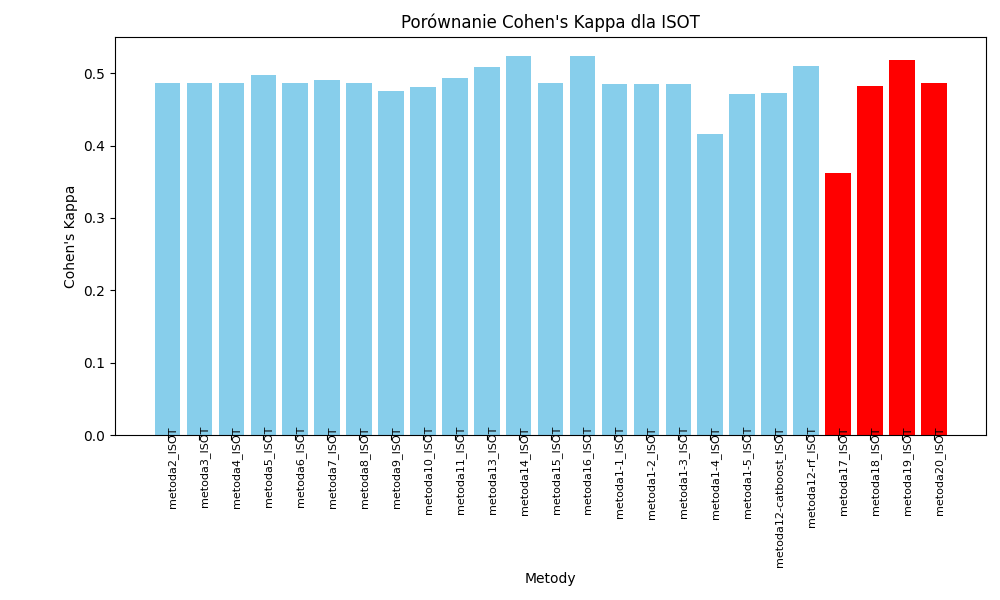 Porównanie Cohen's Kappa dla ISOT
Cohen's Kappa
0.5
0.4
0.3
0.2
0.1
0.0
metoda2_ISOT
metoda3_ISOT
metoda4_ISOT
metoda5_ISOT
metoda6_ISOT
metoda7_ISOT
metoda8_ISOT
metoda9_ISOT
metoda10_ISOT
metoda11_ISOT
metoda13_ISOT
metoda14_ISOT
metoda15_ISOT
metoda16_ISOT
metoda1-1_ISOT
metoda1-2_ISOT
metoda1-3_ISOT
metoda1-4_ISOT
metoda1-5_ISOT
metoda12-catboost_ISOT
metoda12-rf_ISOT
metoda17_ISOT
metoda18_ISOT
metoda19_ISOT
metoda20_ISOT
Metody